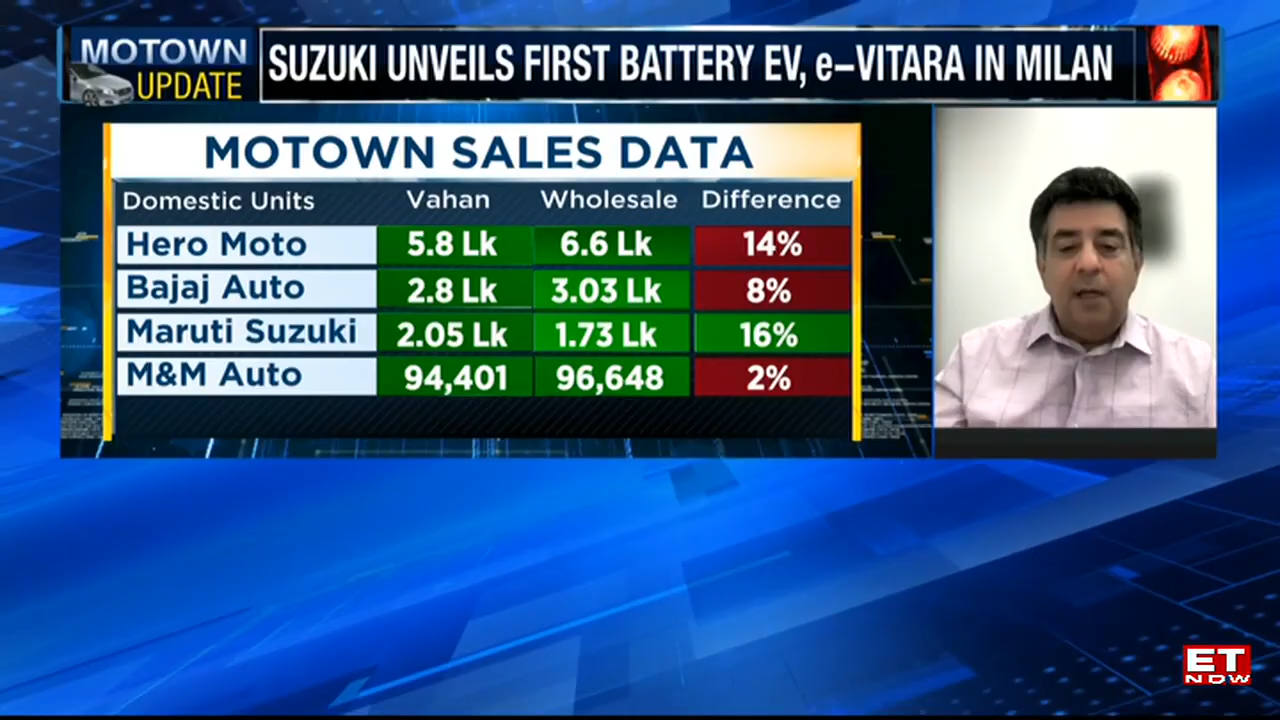 MOTOWN
UPDATE
SUZUKI UNVEILS FIRST BATTERY EV, e-VITARA IN MILAN
MOTOWN SALES DATA
Domestic Units Vahan Wholesale Difference
Hero Moto 5.8 Lk 6.6 Lk 14%
Bajaj Auto 2.8 Lk 3.03 Lk 8%
Maruti Suzuki 2.05 Lk 1.73 Lk 16%
M&M Auto 94,401 96,648 2%
ET
NOW